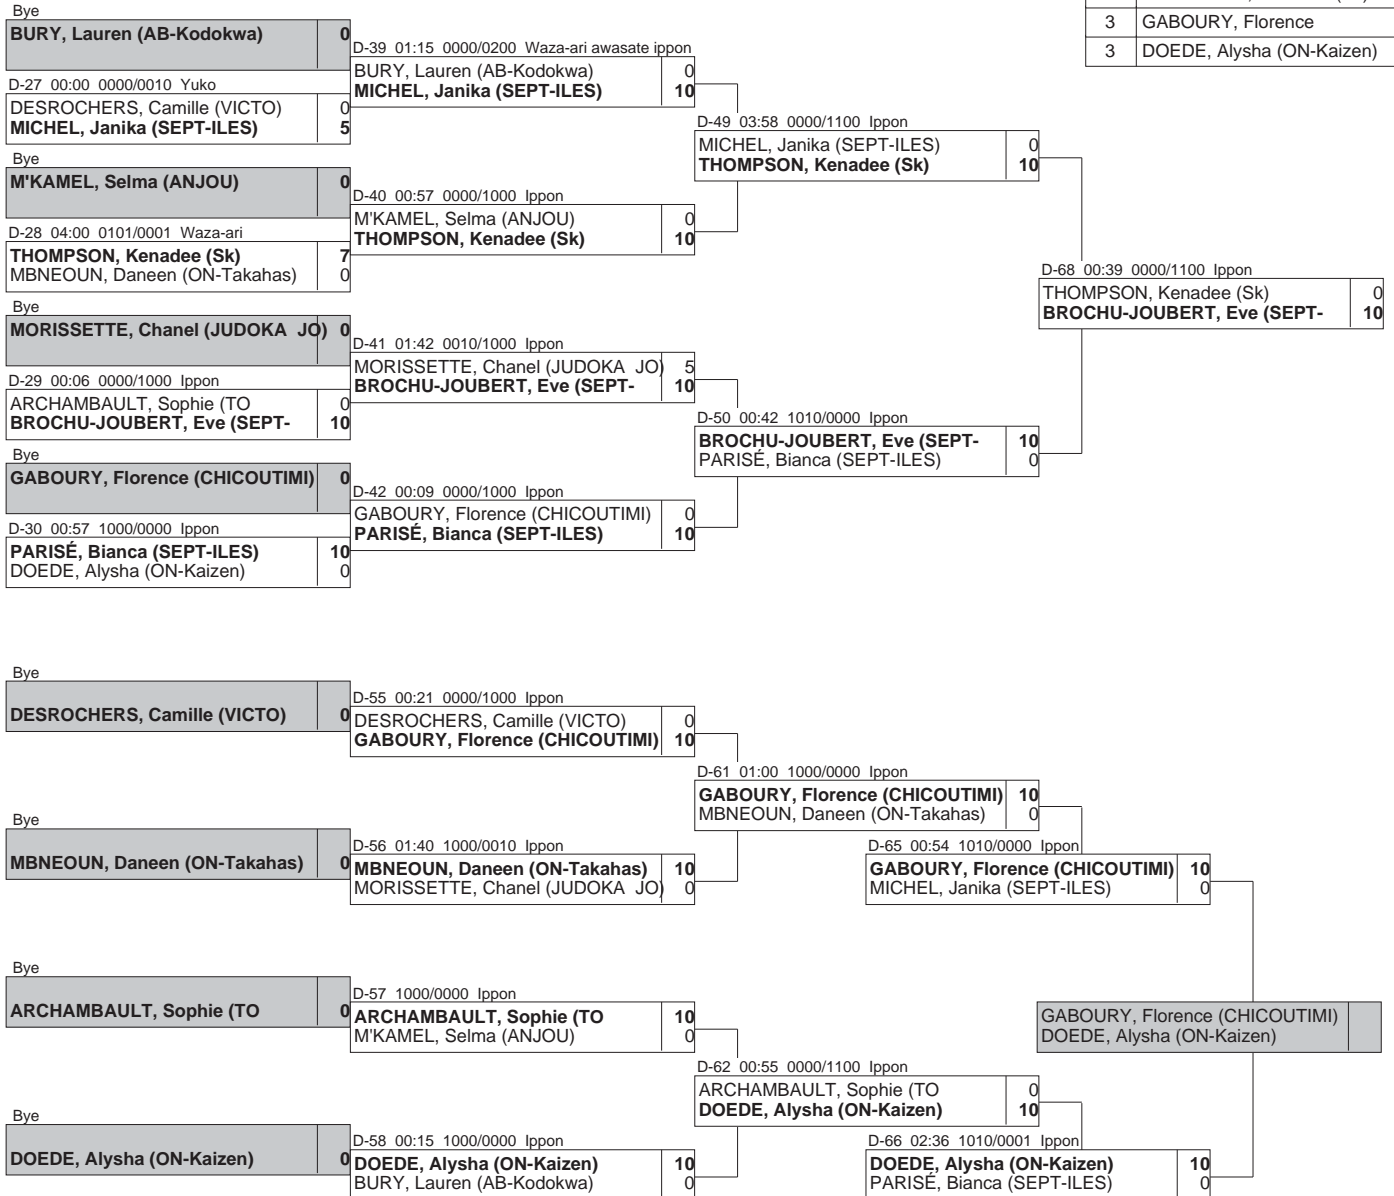 3 GABOURY, Florence
3 DOEDE, Alysha (ON-Kaizen)
Bye
BURY, Lauren (AB-Kodokwa) 0
D-27 00:00 0000/0010 Yuko
DESROCHERS, Camille (VICTO) 0
MICHEL, Janika (SEPT-ILES) 5
Bye
M'KAMEL, Selma (ANJOU) 0
D-28 04:00 0101/0001 Waza-ari
THOMPSON, Kenadee (Sk) 7
MBNEOUN, Daneen (ON-Takahas) 0
Bye
MORISSETTE, Chanel (JUDOKA JO) 0
D-29 00:06 0000/1000 Ippon
ARCHAMBAULT, Sophie (TO 0
BROCHU-JOUBERT, Eve (SEPT- 10
Bye
GABOURY, Florence (CHICOUTIMI) 0
D-30 00:57 1000/0000 Ippon
PARISÉ, Bianca (SEPT-ILES) 10
DOEDE, Alysha (ON-Kaizen) 0
D-39 01:15 0000/0200 Waza-ari awasate ippon
BURY, Lauren (AB-Kodokwa) 0
MICHEL, Janika (SEPT-ILES) 10
D-40 00:57 0000/1000 Ippon
M'KAMEL, Selma (ANJOU) 0
THOMPSON, Kenadee (Sk) 10
D-41 01:42 0010/1000 Ippon
MORISSETTE, Chanel (JUDOKA JO) 5
BROCHU-JOUBERT, Eve (SEPT- 10
D-42 00:09 0000/1000 Ippon
GABOURY, Florence (CHICOUTIMI) 0
PARISÉ, Bianca (SEPT-ILES) 10
D-49 03:58 0000/1100 Ippon
MICHEL, Janika (SEPT-ILES) 0
THOMPSON, Kenadee (Sk) 10
D-50 00:42 1010/0000 Ippon
BROCHU-JOUBERT, Eve (SEPT- 10
PARISÉ, Bianca (SEPT-ILES) 0
D-68 00:39 0000/1100 Ippon
THOMPSON, Kenadee (Sk) 0
BROCHU-JOUBERT, Eve (SEPT- 10
Bye
DESROCHERS, Camille (VICTO) 0
Bye
MBNEOUN, Daneen (ON-Takahas) 0
Bye
ARCHAMBAULT, Sophie (TO 0
Bye
DOEDE, Alysha (ON-Kaizen) 0
D-55 00:21 0000/1000 Ippon
DESROCHERS, Camille (VICTO) 0
GABOURY, Florence (CHICOUTIMI) 10
D-56 01:40 1000/0010 Ippon
MBNEOUN, Daneen (ON-Takahas) 10
MORISSETTE, Chanel (JUDOKA JO) 0
D-57 1000/0000 Ippon
ARCHAMBAULT, Sophie (TO 10
M'KAMEL, Selma (ANJOU) 0
D-58 00:15 1000/0000 Ippon
DOEDE, Alysha (ON-Kaizen) 10
BURY, Lauren (AB-Kodokwa) 0
D-61 01:00 1000/0000 Ippon
GABOURY, Florence (CHICOUTIMI) 10
MBNEOUN, Daneen (ON-Takahas) 0
D-62 00:55 0000/1100 Ippon
ARCHAMBAULT, Sophie (TO 0
DOEDE, Alysha (ON-Kaizen) 10
D-65 00:54 1010/0000 Ippon
GABOURY, Florence (CHICOUTIMI) 10
MICHEL, Janika (SEPT-ILES) 0
D-66 02:36 1010/0001 Ippon
DOEDE, Alysha (ON-Kaizen) 10
PARISÉ, Bianca (SEPT-ILES) 0
GABOURY, Florence (CHICOUTIMI)
DOEDE, Alysha (ON-Kaizen)